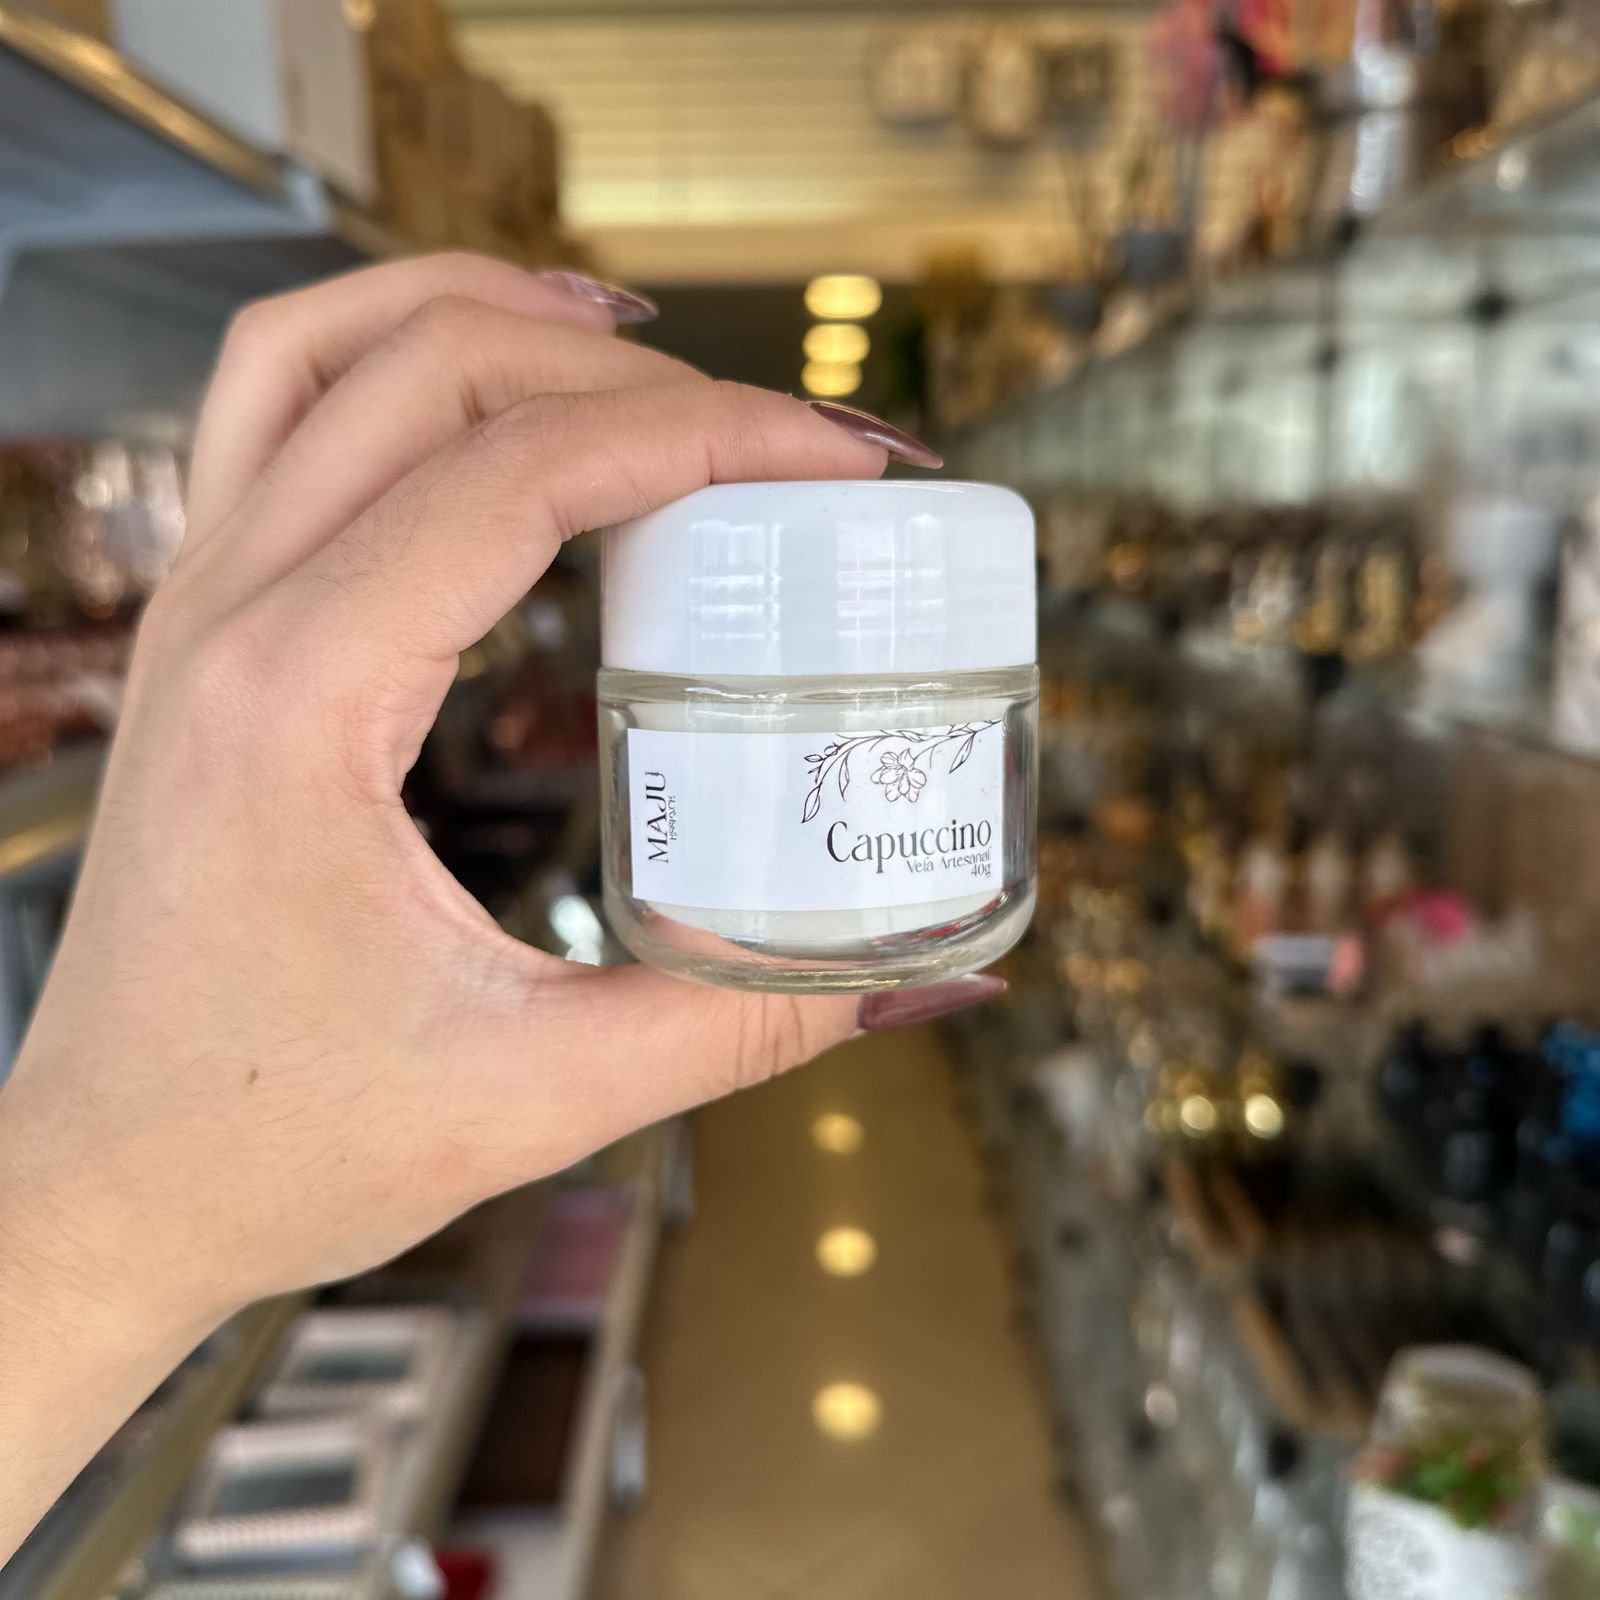 MAJU
Capuccino
Vela Artesanal
40g